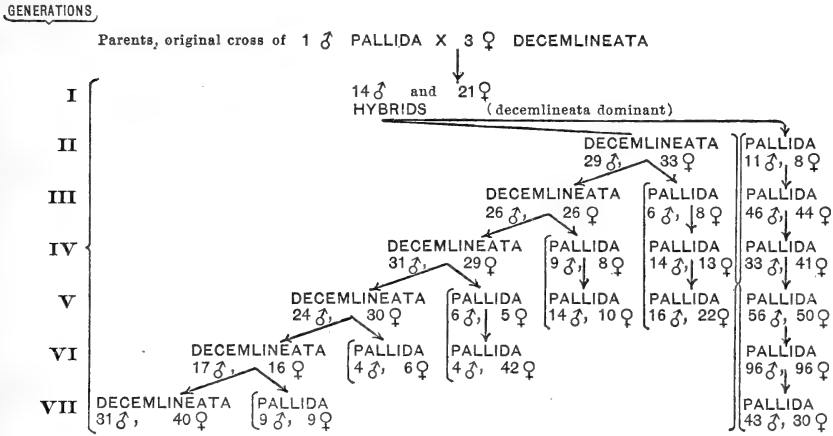 GENERATIONS
Parents, original cross of 1 ♂ PALLIDA X 3 ♀ DECEMLINEATA
I
14♂ and 21♀
HYBRIDS (decemlineata dominant)
II
DECEMLINEATA PALLIDA
29♂, 33♀ 11♂, 8♀
III
DECEMLINEATA PALLIDA PALLIDA
26♂, 26♀ 6♂, 8♀ 46♂, 44♀
IV
DECEMLINEATA PALLIDA PALLIDA PALLIDA
31♂, 29♀ 9♂, 8♀ 14♂, 13♀ 33♂, 41♀
V
DECEMLINEATA PALLIDA 14♂, 10♀ 16♂, 22♀ PALLIDA
24♂, 30♀ 6♂, 5♀ 56♂, 50♀
PALLIDA PALLIDA
VI
DECEMLINEATA PALLIDA PALLIDA PALLIDA
17♂, 16♀ 4♂, 6♀ 4♂, 42♀ 96♂, 96♀
VII
DECEMLINEATA PALLIDA PALLIDA
31♂, 40♀ 9♂, 9♀ 43♂, 30♀